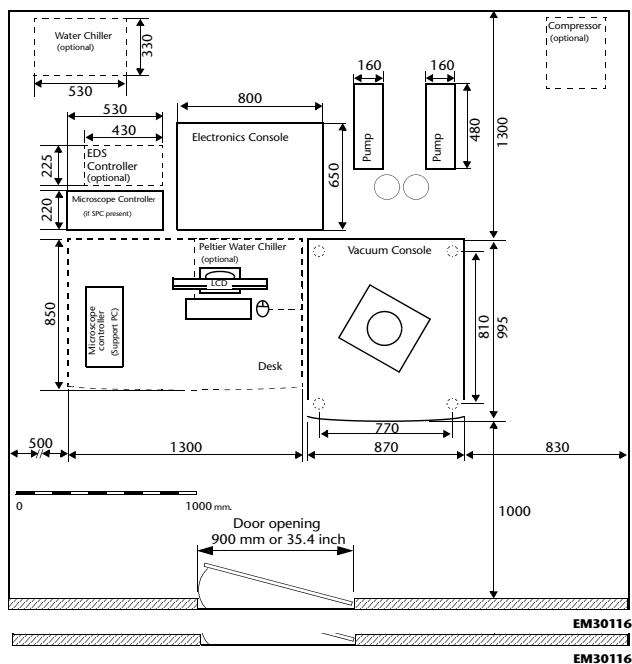 Water Chiller
(optional)
330
530
Compressor
(optional)
160
160
Pump
Pump
480
1300
530
430
800
225
EDS
Controller
(optional)
Electronics Console
650
220
Microscope Controller
(if SPC present)
Peltier Water Chiller
(optional)
LCD
Vacuum Console
850
Microscope
controller
(Support PC)
Desk
810
995
770
500
1300
870
830
0
1000 mm.
1000
Door opening
900 mm or 35.4 inch
EM30116
EM30116